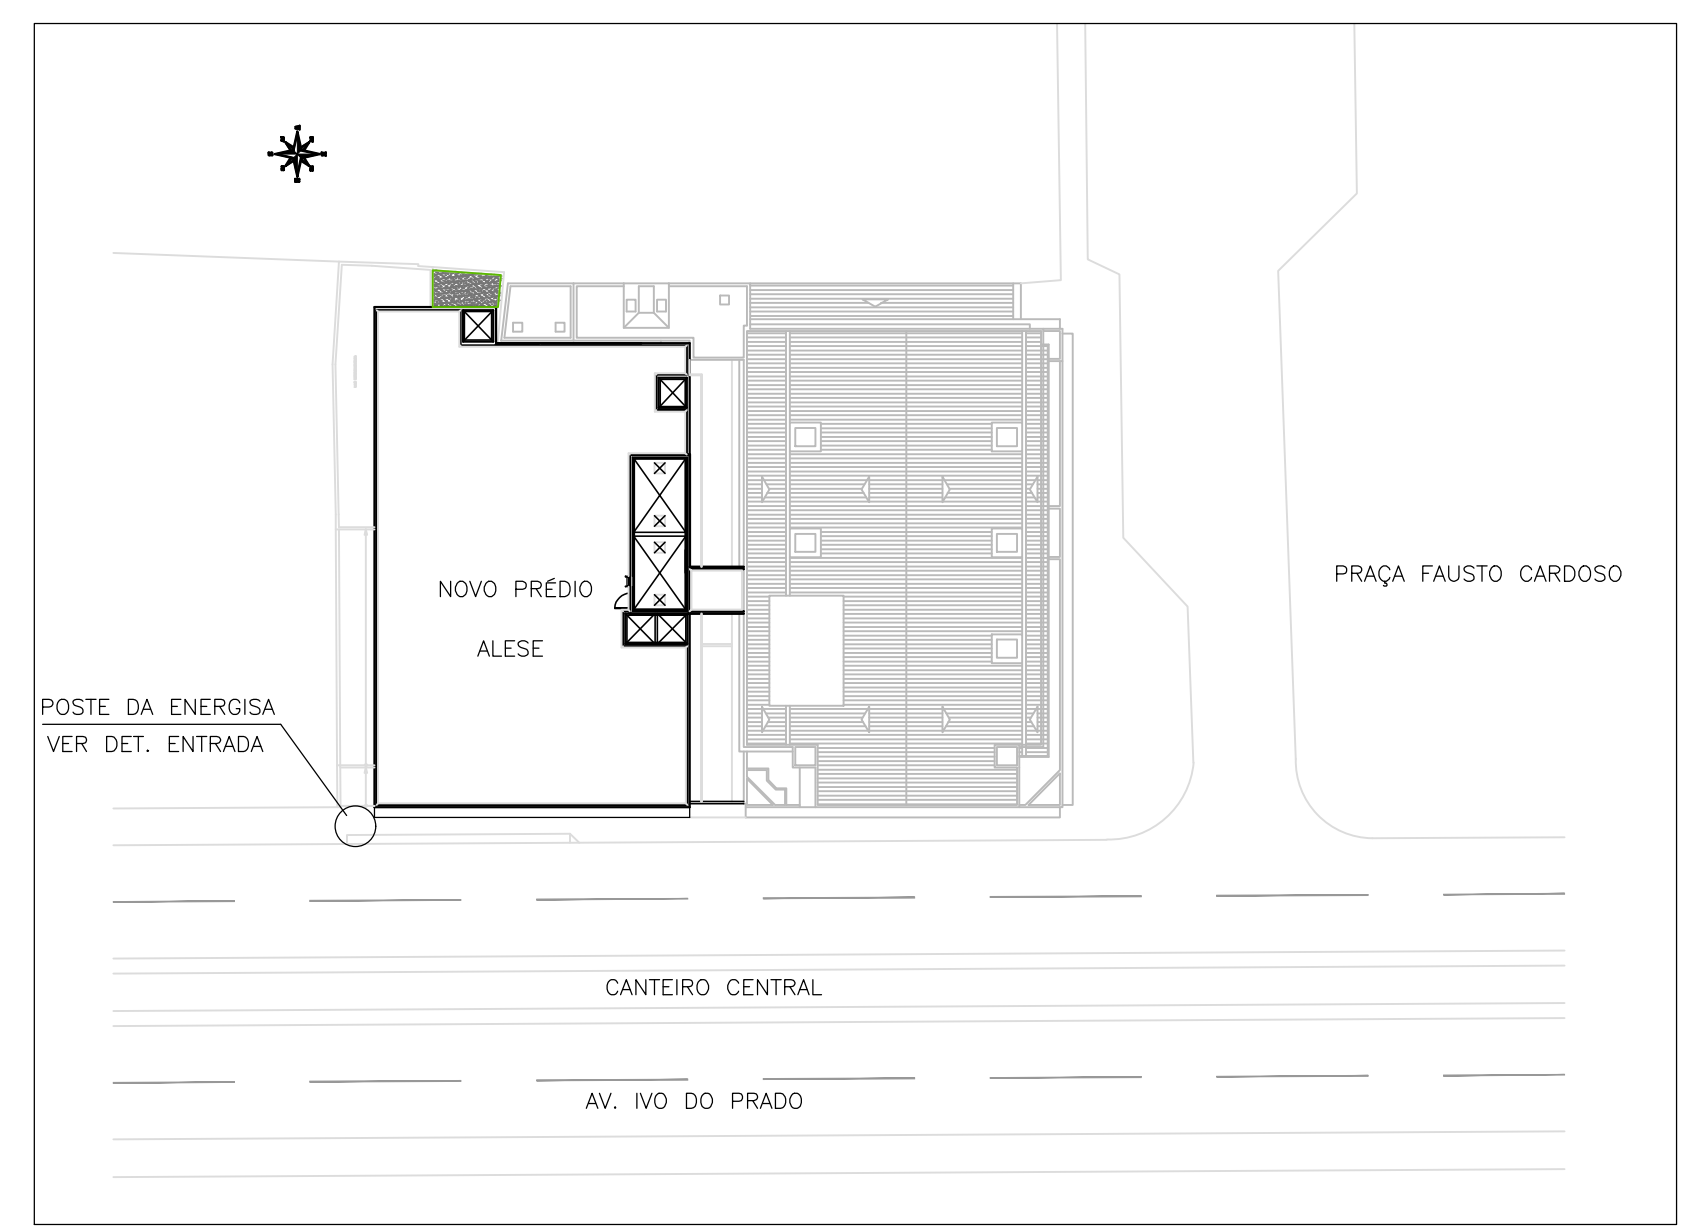 PRAÇA FAUSTO CARDOSO
NOVO PRÉDIO
ALESE
POSTE DA ENERGISA
VER DET. ENTRADA
CANTEIRO CENTRAL
AV. IVO DO PRADO